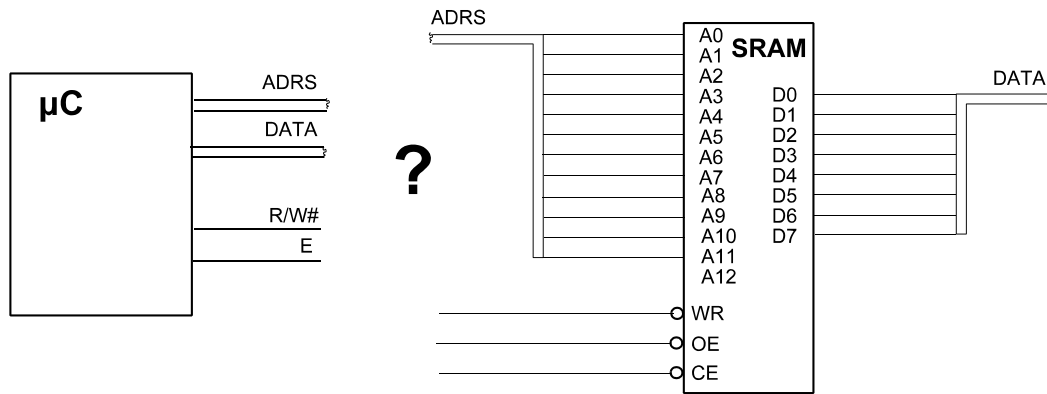 µC
ADRS
DATA
R/W#
E
?
ADRS
SRAM
A0
A1
A2
A3
A4
A5
A6
A7
A8
A9
A10
A11
A12
D0
D1
D2
D3
D4
D5
D6
D7
WR
OE
CE
DATA